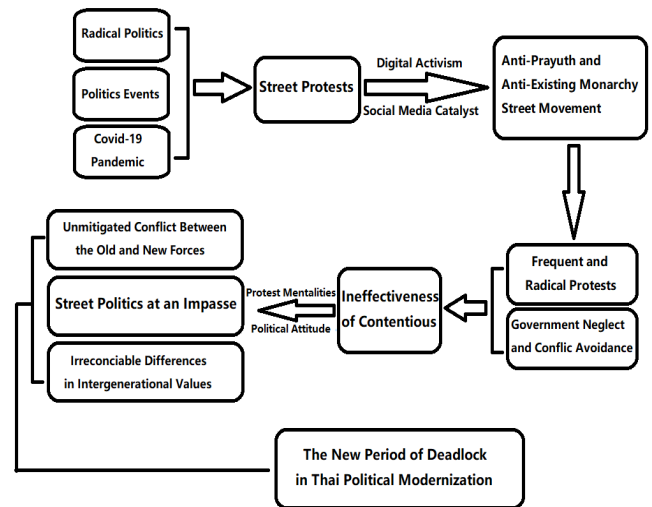 Radical Politics
Politics Events
Covid-19
Pandemic
Street Protests
Digital Activism
Social Media Catalyst
Anti-Prayuth and
Anti-Existing Monarchy
Street Movement
Frequent and
Radical Protests
Government Neglect
and Conflic Avoidance
Ineffectiveness
of Contentious
Protest Mentalities
Political Attitude
Unmitigated Conflict Between
the Old and New Forces
Street Politics at an Impasse
Irreconciable Differences
in Intergenerational Values
The New Period of Deadlock
in Thai Political Modernization